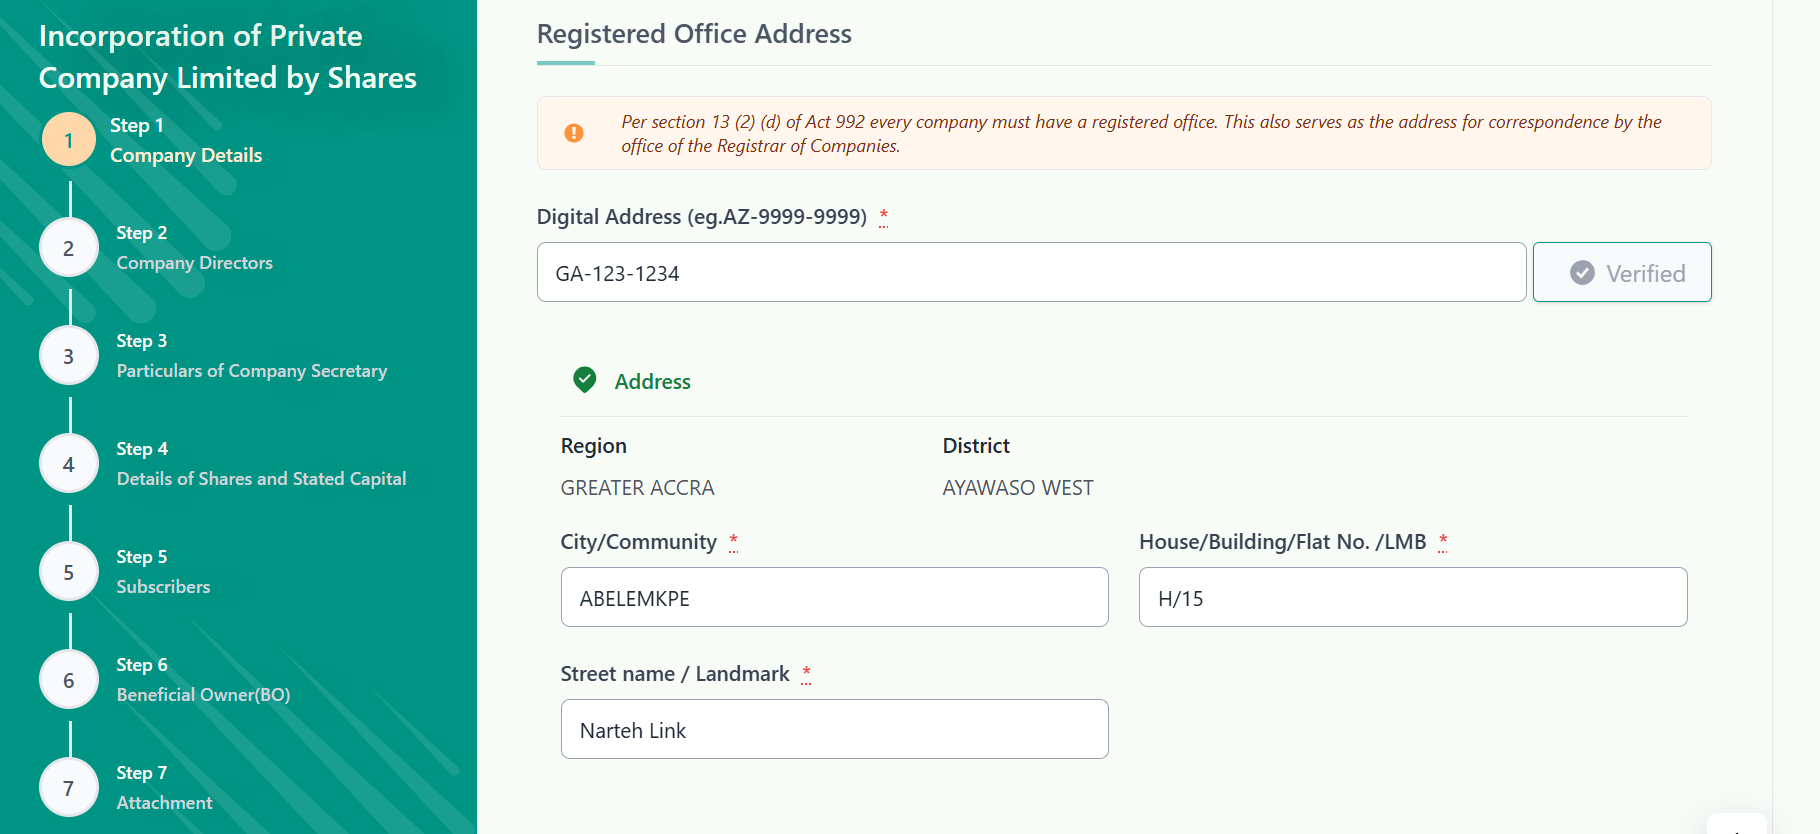 Incorporation of Private
Company Limited by Shares
1
Step 1
Company Details
2
Step 2
Company Directors
3
Step 3
Particulars of Company Secretary
4
Step 4
Details of Shares and Stated Capital
5
Step 5
Subscribers
6
Step 6
Beneficial Owner(BO)
7
Step 7
Attachment
Registered Office Address
Per section 13 (2) (d) of Act 992 every company must have a registered office. This also serves as the address for correspondence by the
office of the Registrar of Companies.
Digital Address (eg.AZ-9999-9999) *
GA-123-1234
Verified
Address
Region
District
GREATER ACCRA
AYAWASO WEST
City/Community *
House/Building/Flat No. /LMB *
ABELEMKPE
H/15
Street name / Landmark *
Narteh Link